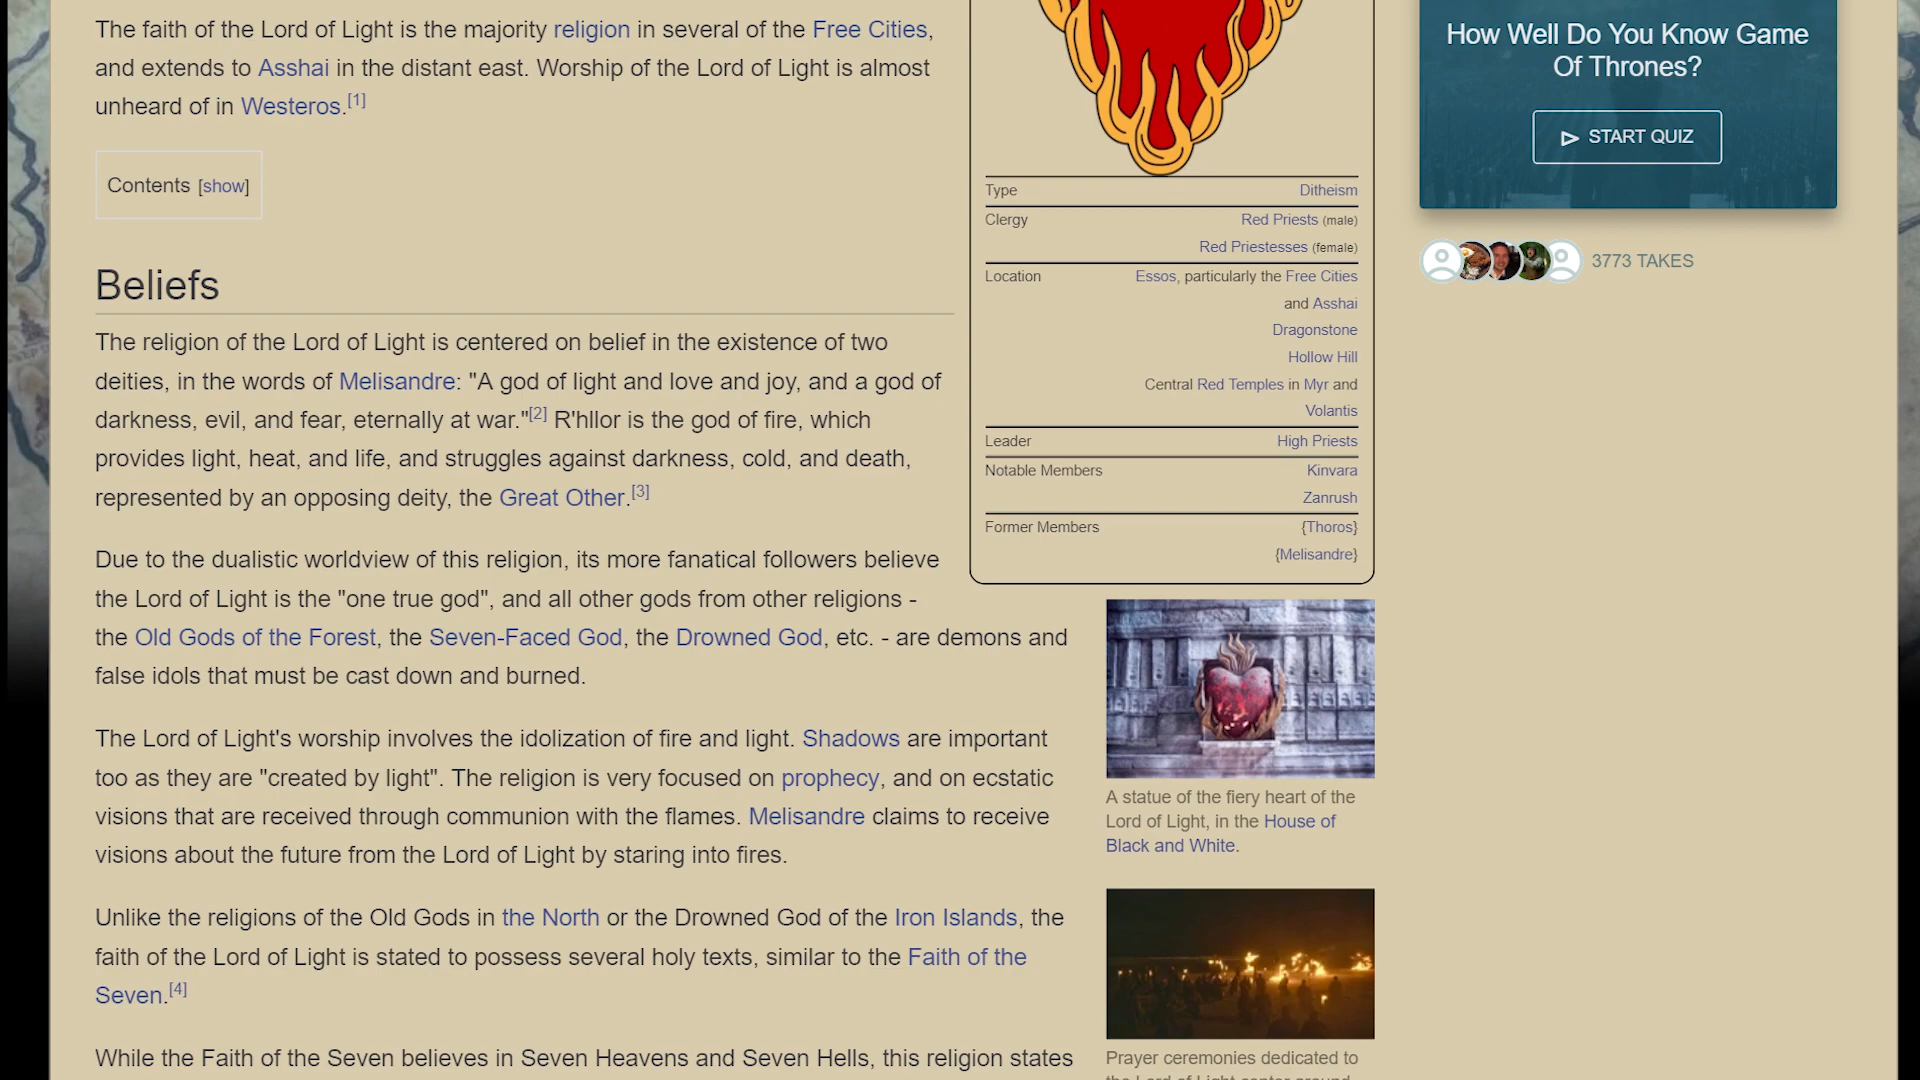 The faith of the Lord of Light is the majority religion in several of the Free Cities,
and extends to Asshai in the distant east. Worship of the Lord of Light is almost
unheard of in Westeros.[1]
Contents [show]
Beliefs
The religion of the Lord of Light is centered on belief in the existence of two
deities, in the words of Melisandre: "A god of light and love and joy, and a god of
darkness, evil, and fear, eternally at war."[2] R'hllor is the god of fire, which
provides light, heat, and life, and struggles against darkness, cold, and death,
represented by an opposing deity, the Great Other.[3]
Due to the dualistic worldview of this religion, its more fanatical followers believe
the Lord of Light is the "one true god", and all other gods from other religions -
the Old Gods of the Forest, the Seven-Faced God, the Drowned God, etc. - are demons and
false idols that must be cast down and burned.
The Lord of Light's worship involves the idolization of fire and light. Shadows are important
too as they are "created by light". The religion is very focused on prophecy, and on ecstatic
visions that are received through communion with the flames. Melisandre claims to receive
visions about the future from the Lord of Light by staring into fires.
Unlike the religions of the Old Gods in the North or the Drowned God of the Iron Islands, the
faith of the Lord of Light is stated to possess several holy texts, similar to the Faith of the
Seven.[4]
While the Faith of the Seven believes in Seven Heavens and Seven Hells, this religion states
Type Ditheism
Clergy Red Priests (male)
Red Priestesses (female)
Location Essos, particularly the Free Cities
and Asshai
Dragonstone
Hollow Hill
Central Red Temples in Myr and
Volantis
Leader High Priests
Notable Members Kinvara
Zanrush
Former Members {Thoros}
{Melisandre}
A statue of the fiery heart of the
Lord of Light, in the House of
Black and White.
Prayer ceremonies dedicated to
the Lord of Light center around
How Well Do You Know Game
Of Thrones?
START QUIZ
3773 TAKES